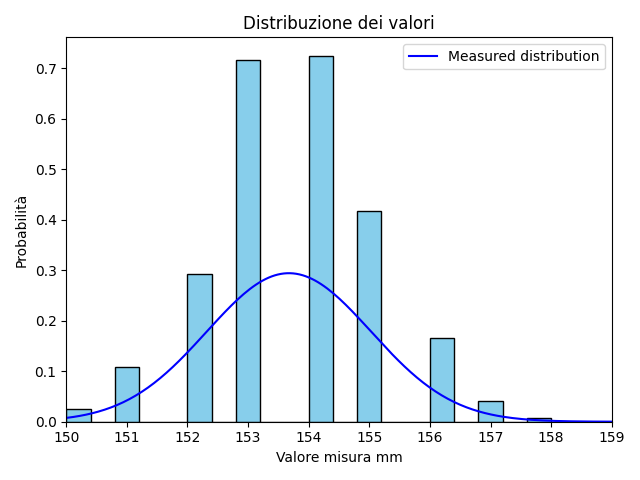 Distribuzione dei valori
Measured distribution
Probabilità
0.7
0.6
0.5
0.4
0.3
0.2
0.1
0.0
150 151 152 153 154 155 156 157 158 159
Valore misura mm